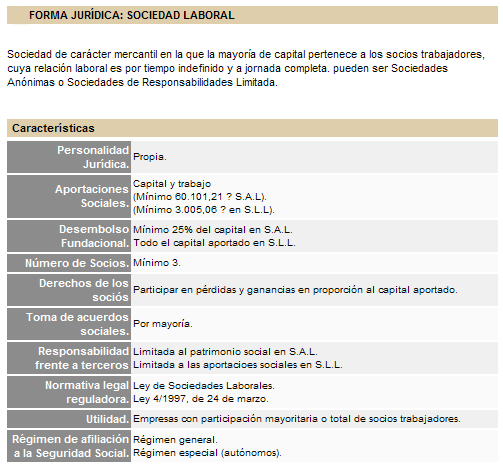 FORMA JURÍDICA: SOCIEDAD LABORAL
Sociedad de carácter mercantil en la que la mayoría de capital pertenece a los socios trabajadores,
cuya relación laboral es por tiempo indefinido y a jornada completa. pueden ser Sociedades
Anónimas o Sociedades de Responsabilidades Limitada.
Características
Personalidad
Jurídica.
Propia.
Aportaciones
Sociales.
Capital y trabajo
(Mínimo 60.101,21 ? S.A.L).
(Mínimo 3.005,06 ? en S.L.L).
Desembolso
Fundacional.
Mínimo 25% del capital en S.A.L.
Todo el capital aportado en S.L.L.
Número de Socios.
Mínimo 3.
Derechos de los
sociós
Participar en pérdidas y ganancias en proporción al capital aportado.
Toma de acuerdos
sociales.
Por mayoría.
Responsabilidad
frente a terceros
Limitada al patrimonio social en S.A.L.
Limitada a las aportacioes sociales en S.L.L.
Normativa legal
reguladora.
Ley de Sociedades Laborales.
Ley 4/1997, de 24 de marzo.
Utilidad.
Empresas con participación mayoritaria o total de socios trabajadores.
Régimen de afiliación
a la Seguridad Social.
Régimen general.
Régimen especial (autónomos).